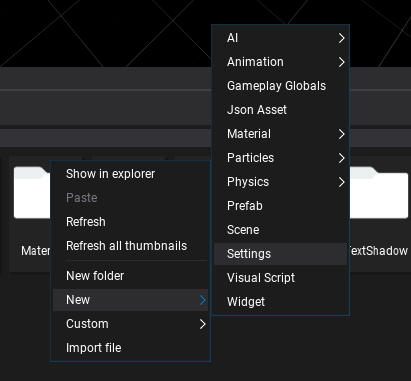 AI
Animation
Gameplay Globals
Json Asset
Material
Particles
Physics
Prefab
Scene
Settings
Visual Script
Widget
Show in explorer
Paste
Refresh
Refresh all thumbnails
New folder
New
Custom
Import file
Mater
extShadow